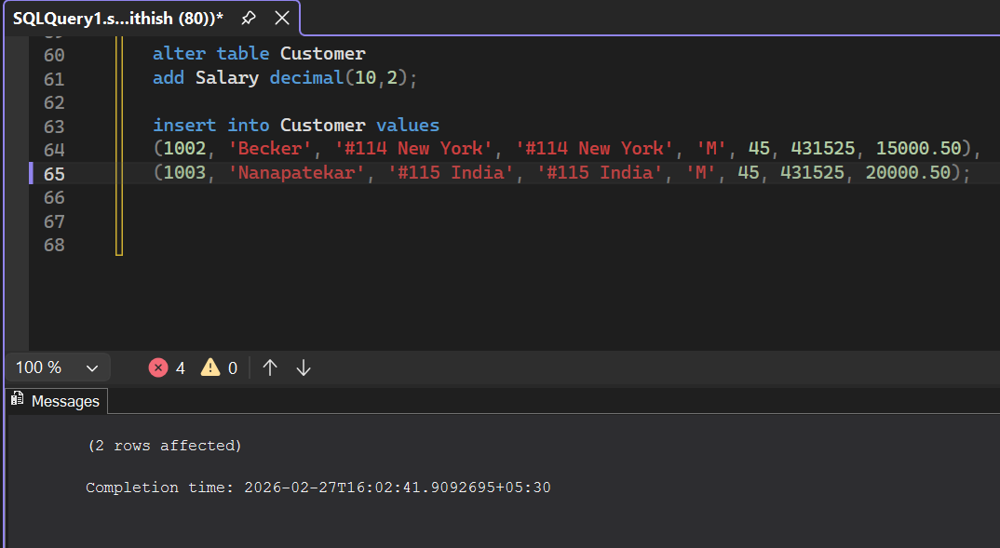 SQLQuery1.s...ithish (80))*
60 alter table Customer
61 add Salary decimal(10,2);
62
63 insert into Customer values
64 (1002, 'Becker', '#114 New York', '#114 New York', 'M', 45, 431525, 15000.50),
65 (1003, 'Nanapatekar', '#115 India', '#115 India', 'M', 45, 431525, 20000.50);
66
67
68
100 % 4 0
Messages
(2 rows affected)
Completion time: 2026-02-27T16:02:41.9092695+05:30